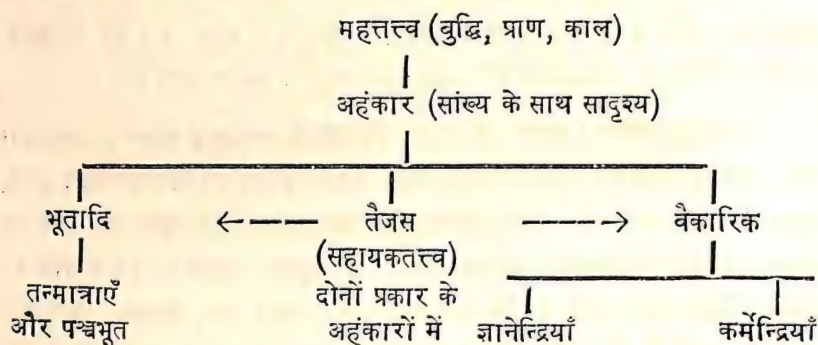 महत्तत्त्व (बुद्धि, प्राण, काल)
अहंकार (सांख्य के साथ सादृश्य)
भूतादि तैजस वैकारिक
(सहायकतत्त्व)
तन्मात्राएँ दोनों प्रकार के
और पञ्चभूत अहंकारों में ज्ञानेन्द्रियाँ कर्मेन्द्रियाँ